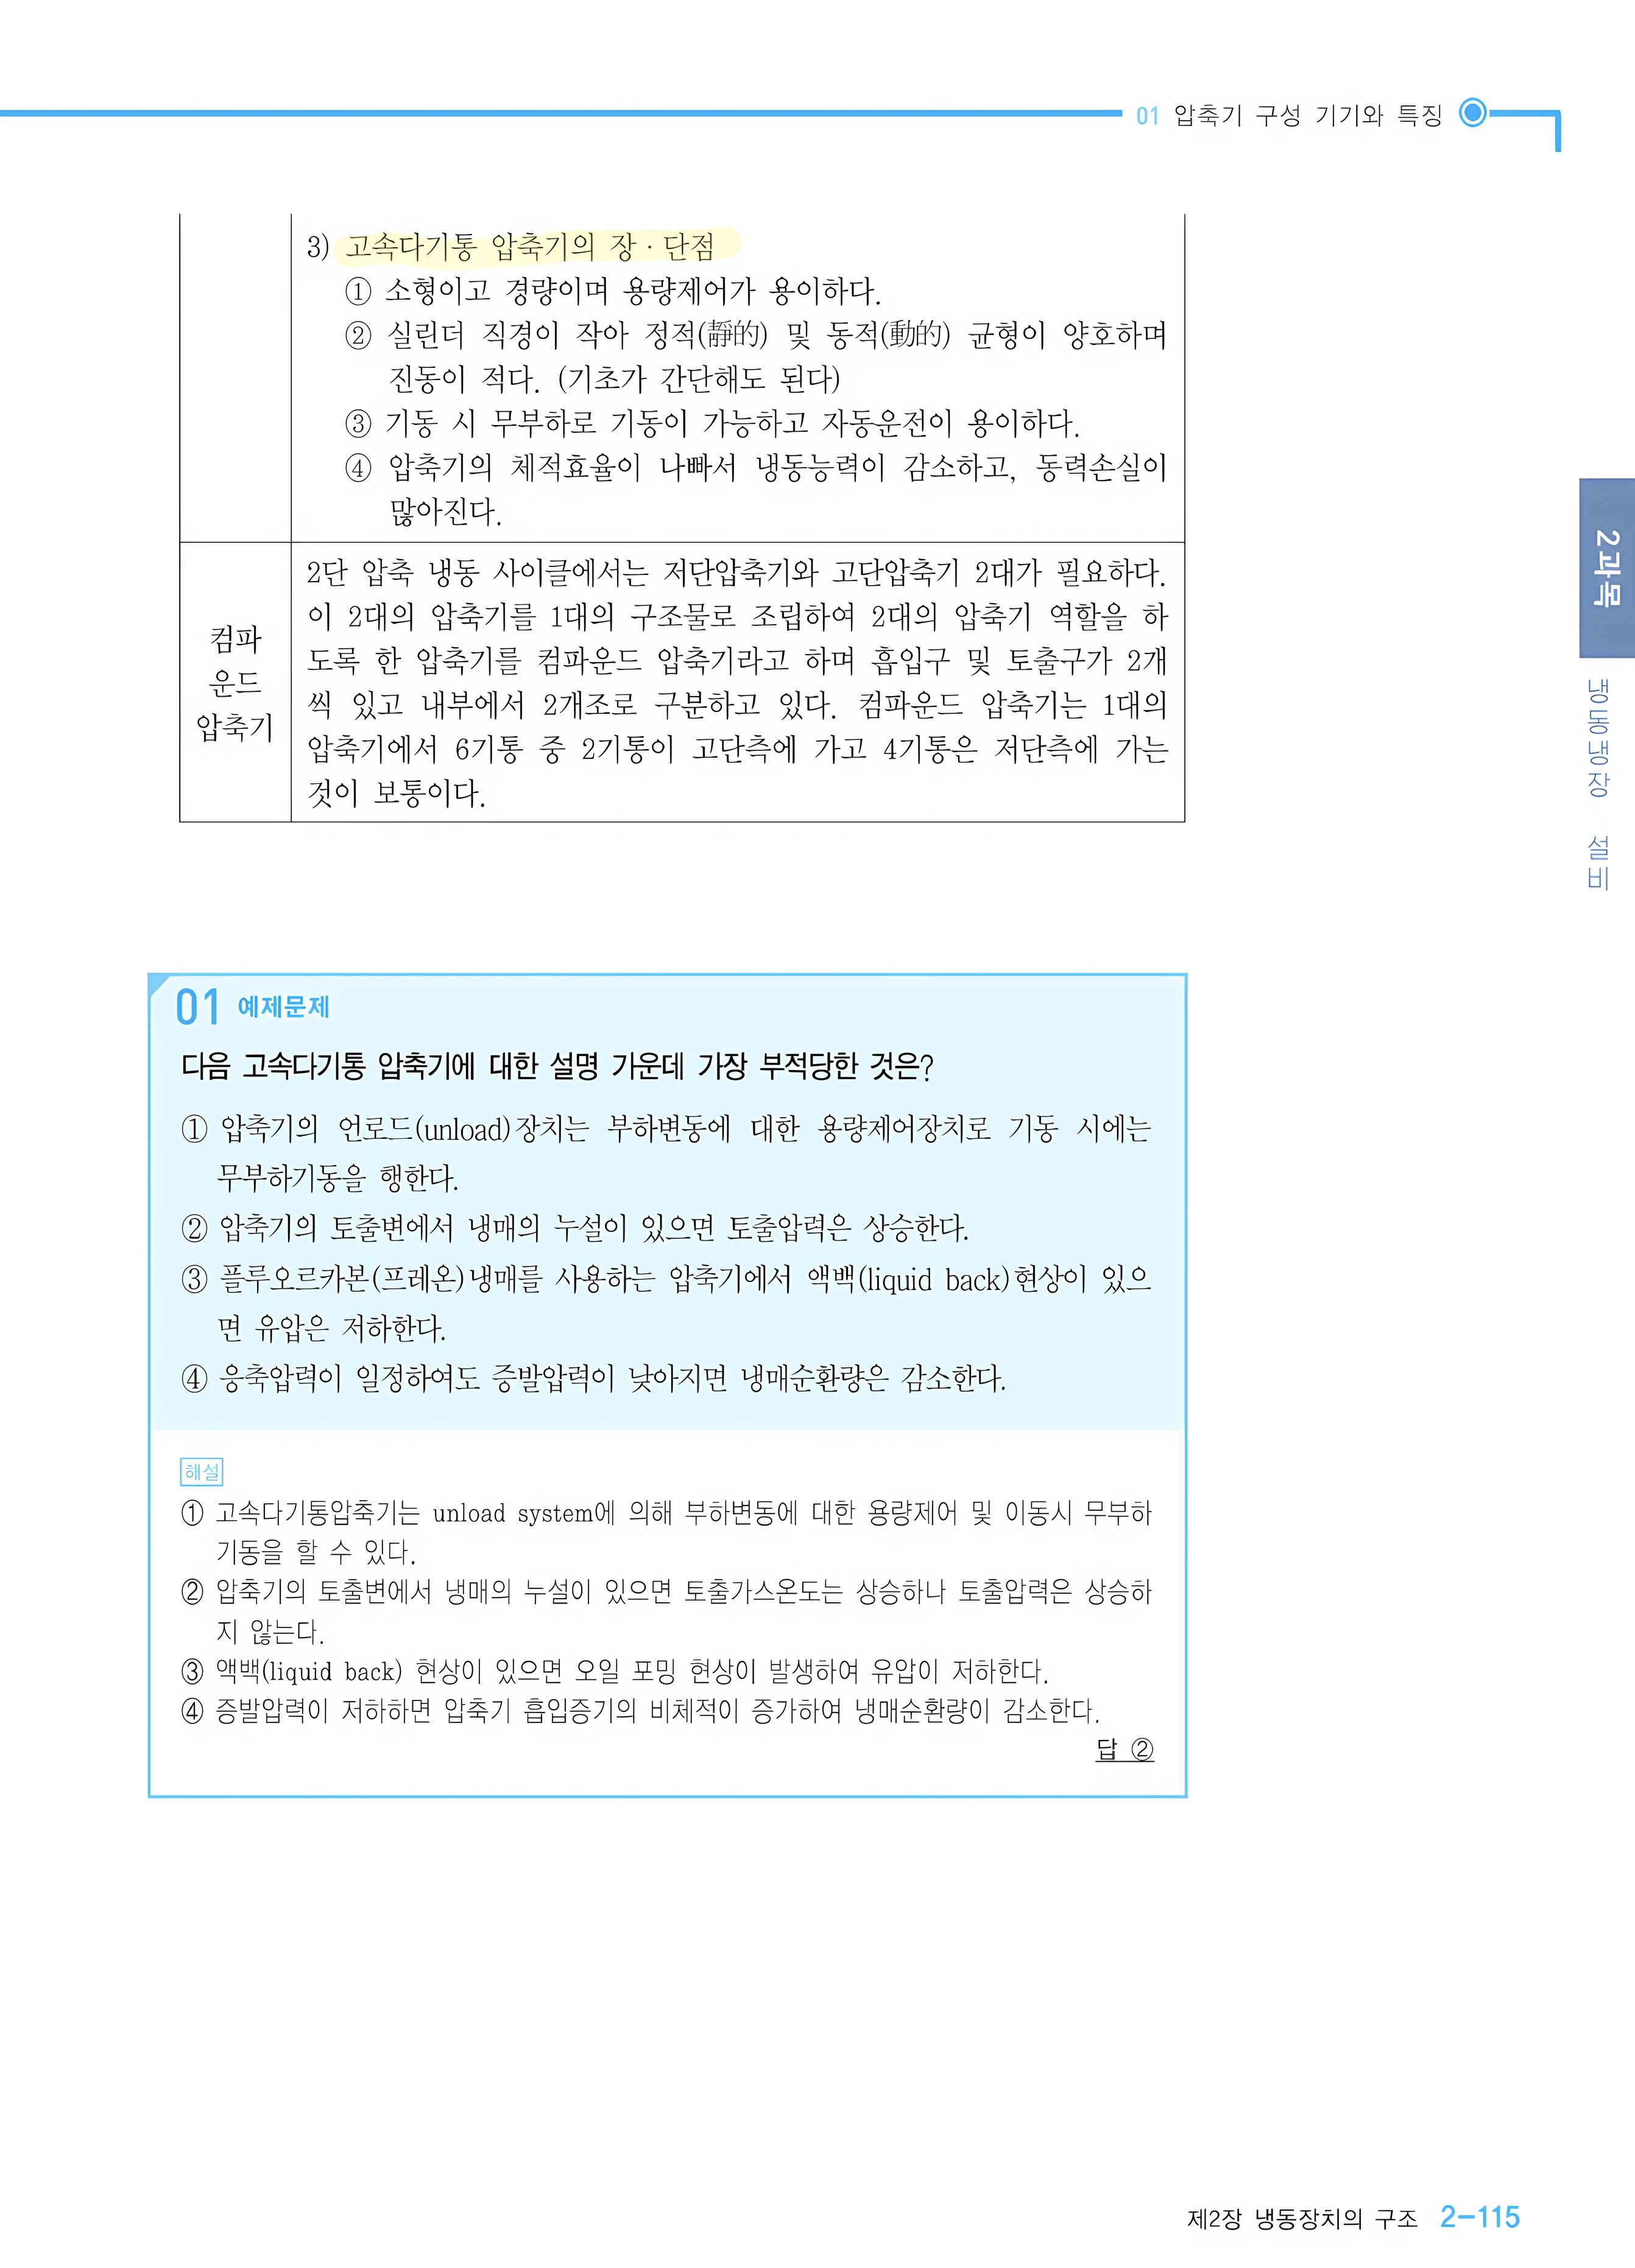 01 압축기 구성 기기와 특징
3) 고속다기통 압축기의 장·단점
① 소형이고 경량이며 용량제어가 용이하다.
② 실린더 직경이 작아 정적(靜的) 및 동적(動的) 균형이 양호하며
진동이 적다. (기초가 간단해도 된다)
③ 기동 시 무부하로 기동이 가능하고 자동운전이 용이하다.
④ 압축기의 체적효율이 나빠서 냉동능력이 감소하고, 동력손실이
많아진다.
컴파
운드
압축기
2단 압축 냉동 사이클에서는 저단압축기와 고단압축기 2대가 필요하다.
이 2대의 압축기를 1대의 구조물로 조립하여 2대의 압축기 역할을 하
도록 한 압축기를 컴파운드 압축기라고 하며 흡입구 및 토출구가 2개
씩 있고 내부에서 2개조로 구분하고 있다. 컴파운드 압축기는 1대의
압축기에서 6기통 중 2기통이 고단측에 가고 4기통은 저단측에 가는
것이 보통이다.
2과목
냉동냉장 설비
01 예제문제
다음 고속다기통 압축기에 대한 설명 가운데 가장 부적당한 것은?
① 압축기의 언로드(unload)장치는 부하변동에 대한 용량제어장치로 기동 시에는
무부하기동을 행한다.
② 압축기의 토출변에서 냉매의 누설이 있으면 토출압력은 상승한다.
③ 플루오르카본(프레온)냉매를 사용하는 압축기에서 액백(liquid back)현상이 있으
면 유압은 저하한다.
④ 응축압력이 일정하여도 증발압력이 낮아지면 냉매순환량은 감소한다.
해설
① 고속다기통압축기는 unload system에 의해 부하변동에 대한 용량제어 및 이동시 무부하
기동을 할 수 있다.
② 압축기의 토출변에서 냉매의 누설이 있으면 토출가스온도는 상승하나 토출압력은 상승하
지 않는다.
③ 액백(liquid back) 현상이 있으면 오일 포밍 현상이 발생하여 유압이 저하한다.
④ 증발압력이 저하하면 압축기 흡입증기의 비체적이 증가하여 냉매순환량이 감소한다.
답 ②
제2장 냉동장치의 구조 2-115